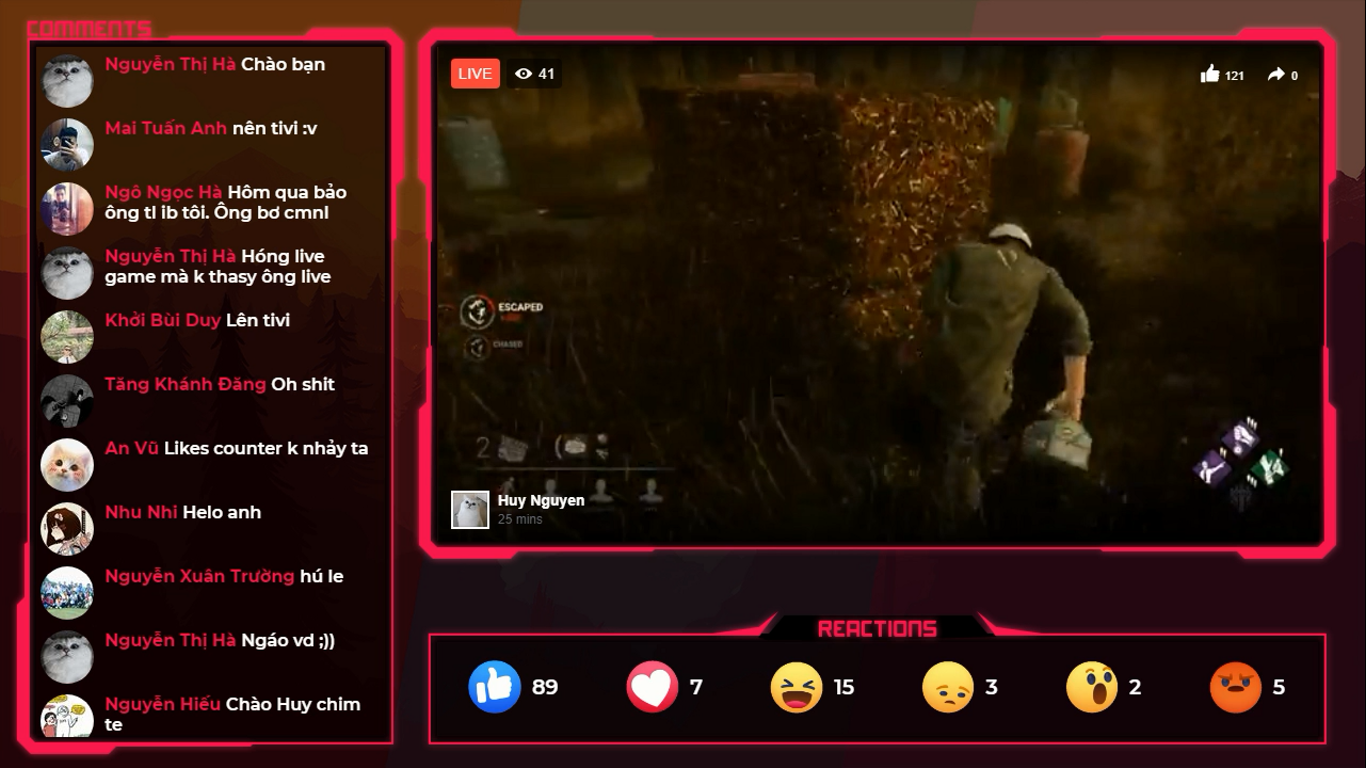 COMMENTS
Nguyễn Thị Hà Chào bạn
Mai Tuấn Anh nên tivi :v
Ngô Ngọc Hà Hôm qua bảo
ông tl ib tôi. Ông bơ cmnl
Nguyễn Thị Hà Hóng live
game mà k thasy ông live
Khởi Bùi Duy Lên tivi
Tăng Khánh Đăng Oh shit
An Vũ Likes counter k nhảy ta
Nhu Nhi Helo anh
Nguyễn Xuân Trường hú le
Nguyễn Thị Hà Ngáo vd ;))
Nguyễn Hiếu Chào Huy chim
te
LIVE 41
121 0
ESCAPED
CHASED
2
Huy Nguyen
25 mins
REACTIONS
89 7 15 3 2 5